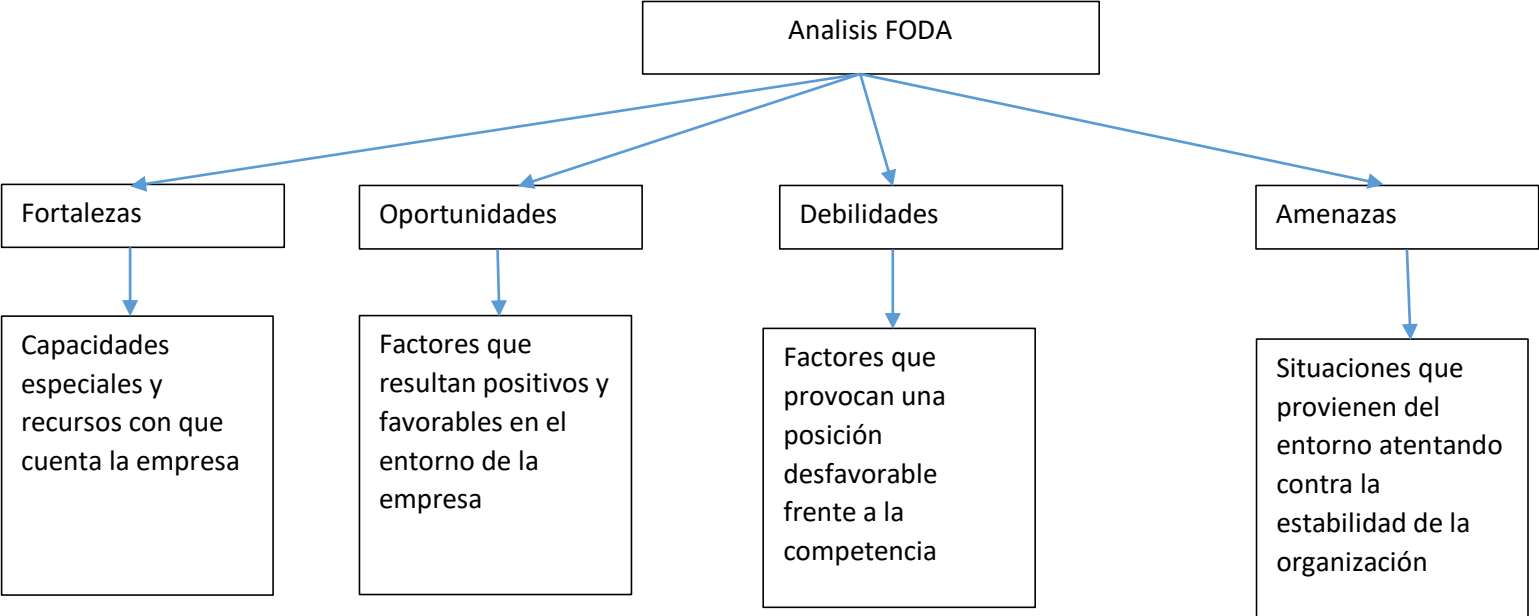 Analisis FODA
Fortalezas
Oportunidades
Debilidades
Amenazas
Capacidades
especiales y
recursos con que
cuenta la empresa
Factores que
resultan positivos y
favorables en el
entorno de la
empresa
Factores que
provocan una
posición
desfavorable
frente a la
competencia
Situaciones que
provienen del
entorno atentando
contra la
estabilidad de la
organización